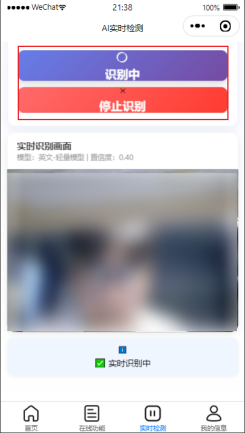 WeChat
21:38
100%
AI实时检测
识别中
停止识别
实时识别画面
模型：英文-轻量模型 | 置信度：0.40
实时识别中
首页
在线功能
实时检测
我的信息